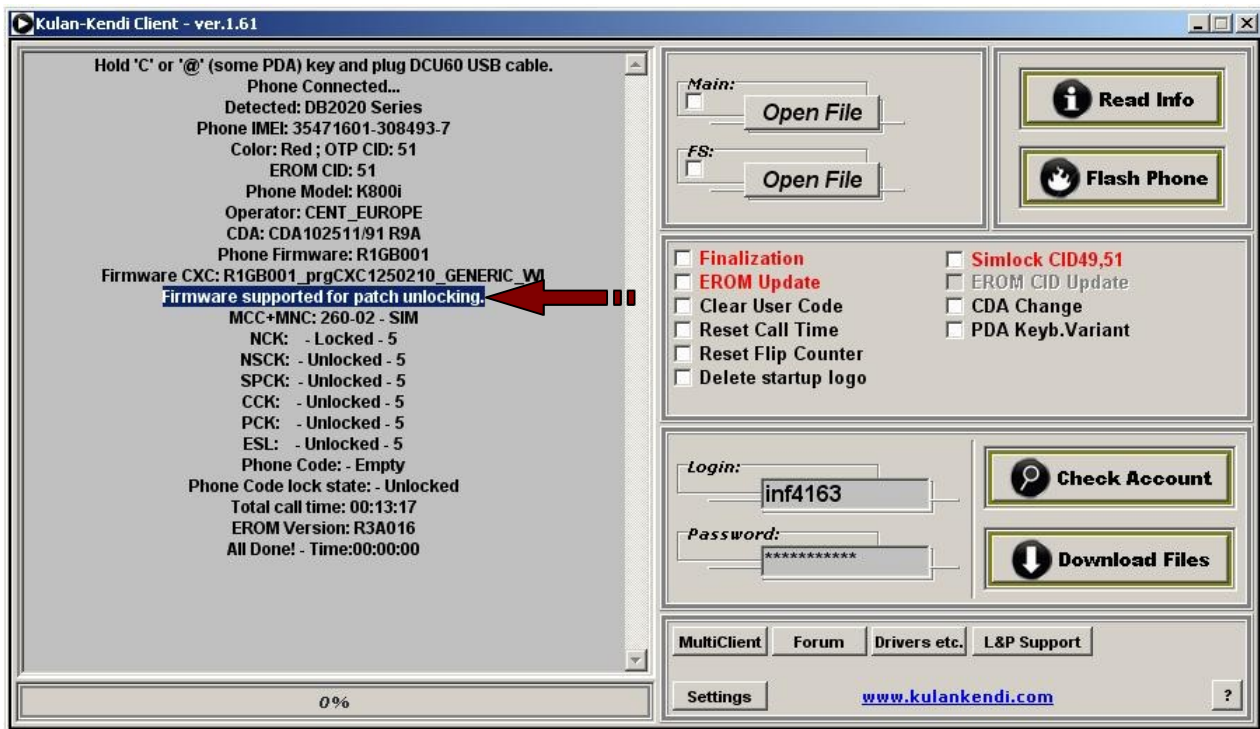 Kulan-Kendi Client - ver.1.61
Hold 'C' or '@' (some PDA) key and plug DCU60 USB cable.
Phone Connected...
Detected: DB2020 Series
Phone IMEI: 35471601-308493-7
Color: Red ; OTP CID: 51
EROM CID: 51
Phone Model: K800i
Operator: CENT_EUROPE
CDA: CDA102511/91 R9A
Phone Firmware: R1GB001
Firmware CXC: R1GB001_prgCXC1250210_GENERIC_WI
Firmware supported for patch unlocking.
MCC+MNC: 260-02 - SIM
NCK: - Locked - 5
NSCK: - Unlocked - 5
SPCK: - Unlocked - 5
CCK: - Unlocked - 5
PCK: - Unlocked - 5
ESL: - Unlocked - 5
Phone Code: - Empty
Phone Code lock state: - Unlocked
Total call time: 00:13:17
EROM Version: R3A016
All Done! - Time:00:00:00
0%
Main:
Open File
FS:
Open File
Read Info
Flash Phone
Finalization
EROM Update
Clear User Code
Reset Call Time
Reset Flip Counter
Delete startup logo
Simlock CID49,51
EROM CID Update
CDA Change
PDA Keyb.Variant
Login:
inf4163
Password:
***********
Check Account
Download Files
MultiClient
Forum
Drivers etc.
L&P Support
Settings
www.kulankendi.com
?